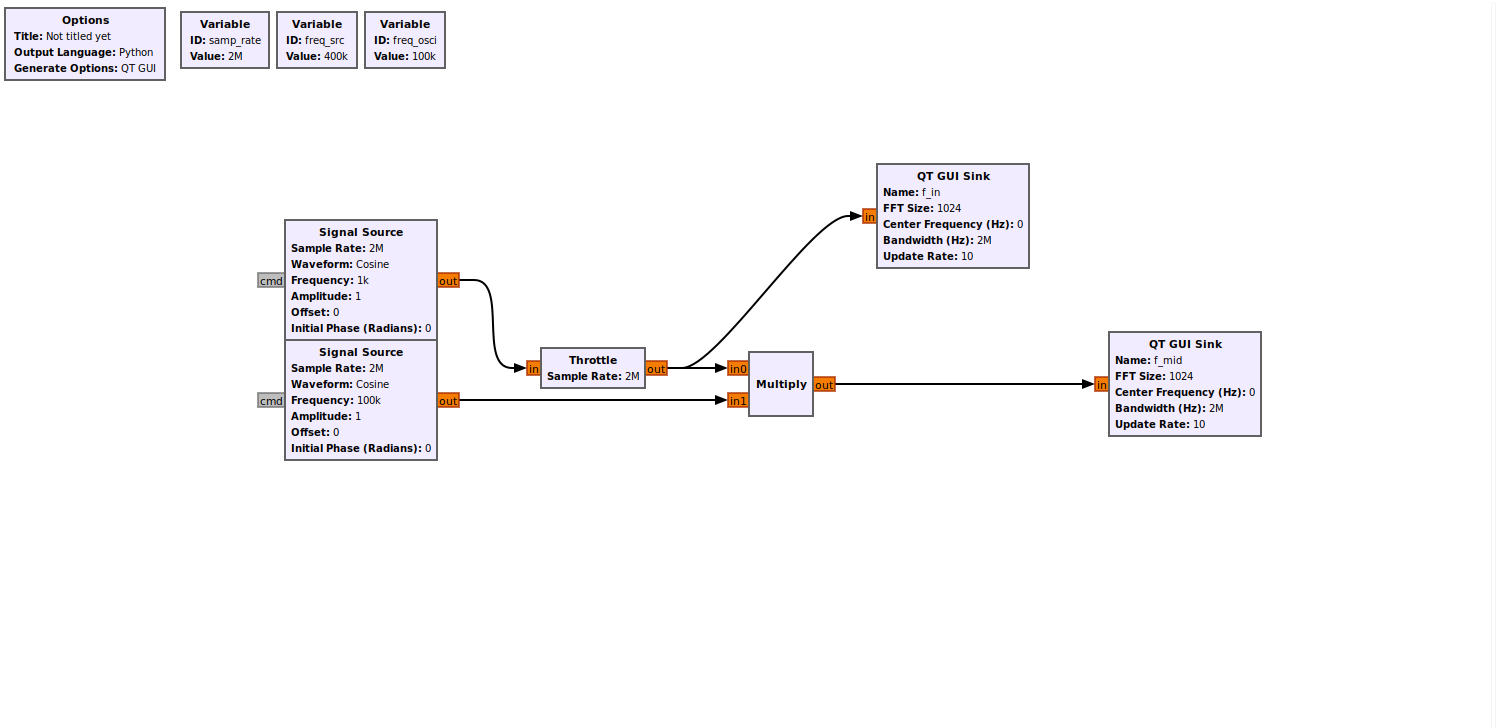 Options
Title: Not titled yet
Output Language: Python
Generate Options: QT GUI
Variable
ID: samp_rate
Value: 2M
Variable
ID: freq_src
Value: 400k
Variable
ID: freq_osci
Value: 100k
QT GUI Sink
Name: f_in
FFT Size: 1024
Center Frequency (Hz): 0
Bandwidth (Hz): 2M
Update Rate: 10
in
Signal Source
Sample Rate: 2M
Waveform: Cosine
Frequency: 1k
Amplitude: 1
Offset: 0
Initial Phase (Radians): 0
cmd
out
Signal Source
Sample Rate: 2M
Waveform: Cosine
Frequency: 100k
Amplitude: 1
Offset: 0
Initial Phase (Radians): 0
cmd
out
in
Throttle
Sample Rate: 2M
out
in0
in1
Multiply
out
in
QT GUI Sink
Name: f_mid
FFT Size: 1024
Center Frequency (Hz): 0
Bandwidth (Hz): 2M
Update Rate: 10